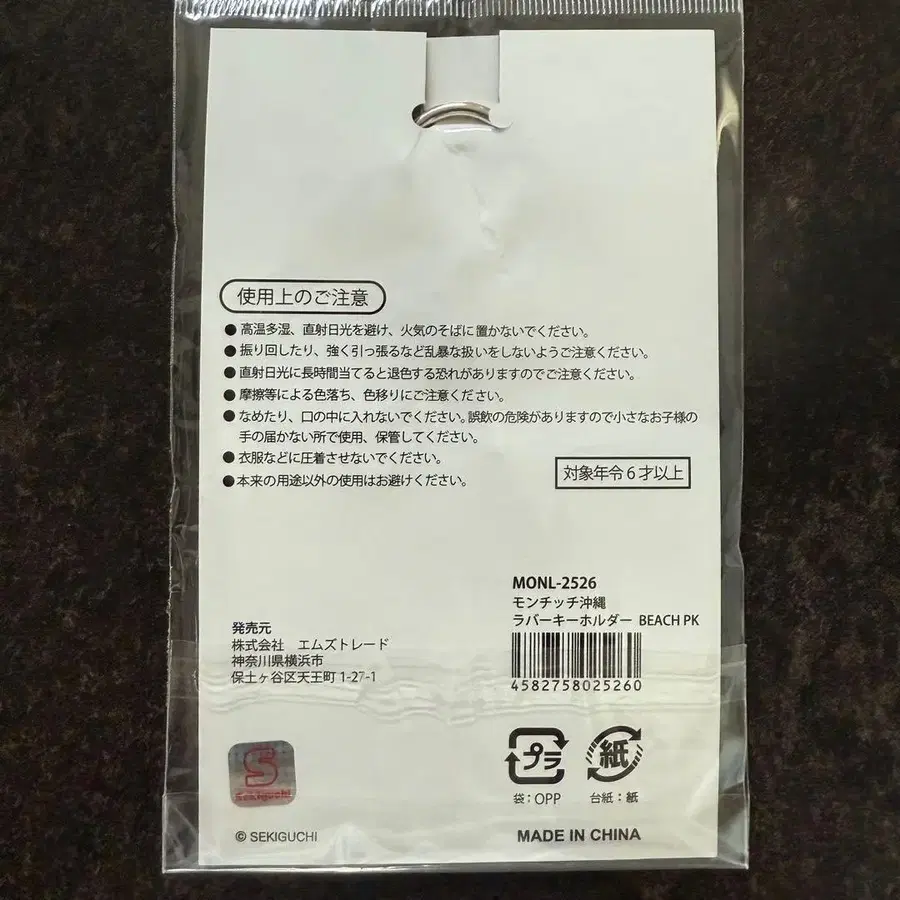 使用上のご注意
●高温多湿、直射日光を避け、火気のそばに置かないでください。
●振り回したり、強く引っ張るなど乱暴な扱いをしないようご注意ください。
●直射日光に長時間当てると退色する恐れがありますのでご注意ください。
●摩擦等による色落ち、色移りにご注意ください。
●なめたり、口の中に入れないでください。誤飲の危険がありますので小さなお子様の
手の届かない所で使用、保管してください。
●衣服などに圧着させないでください。
●本来の用途以外の使用はお避けください。
対象年令6才以上
MONL-2526
モンチッチ沖縄
ラバーキーホルダー BEACH PK
4582758025260
発売元
株式会社 エムズトレード
神奈川県横浜市
保土ヶ谷区天王町1-27-1
プラ
紙
袋:OPP
台紙:紙
S
Sekiguchi
© SEKIGUCHI
MADE IN CHINA